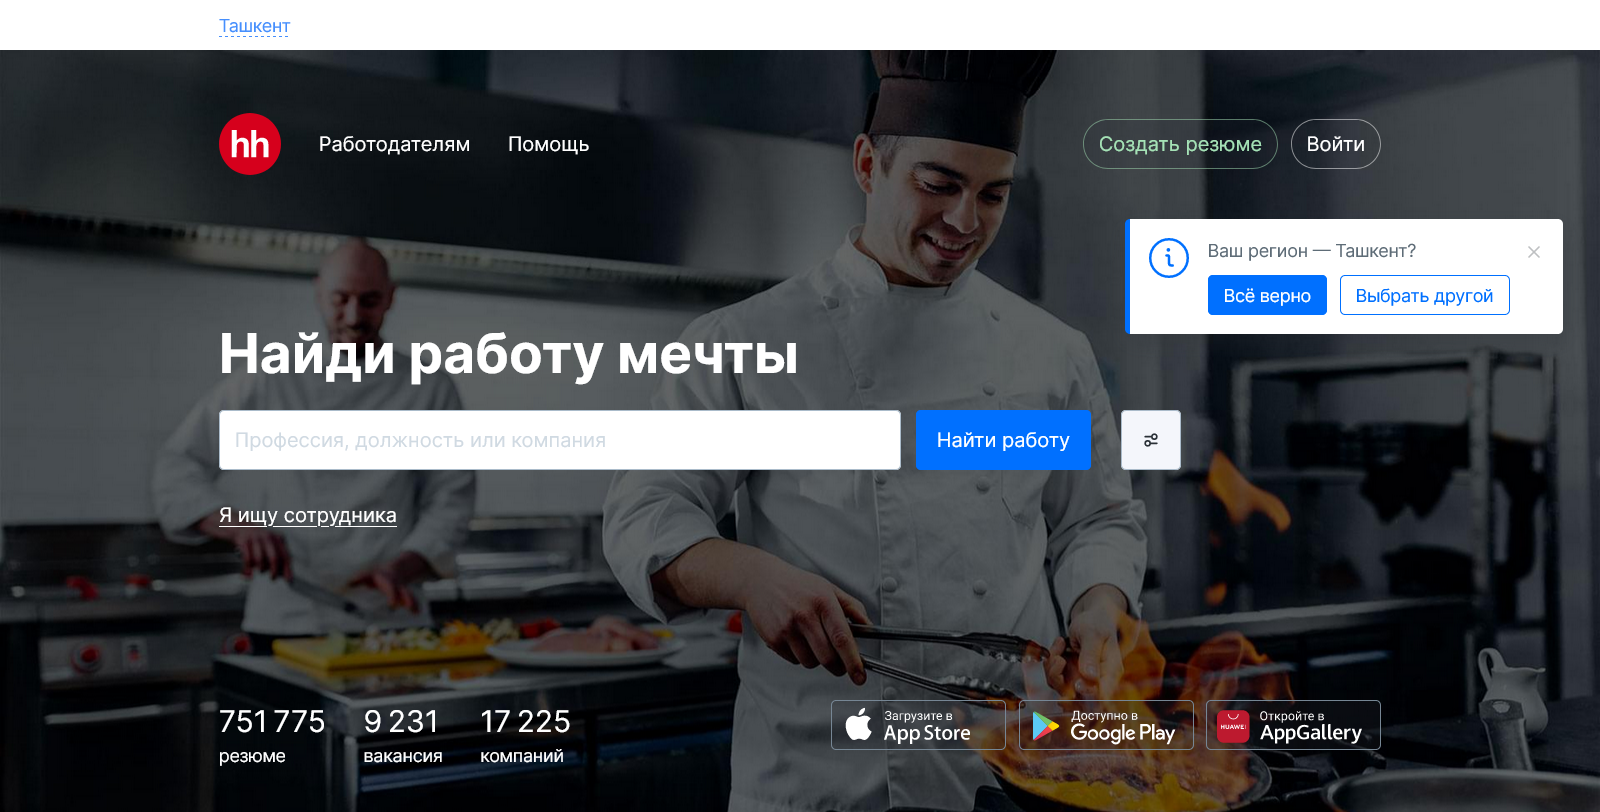 Ташкент
hh
Работодателям
Помощь
Создать резюме
Войти
Ваш регион — Ташкент?
Всё верно
Выбрать другой
Найди работу мечты
Профессия, должность или компания
Найти работу
Я ищу сотрудника
751 775
резюме
9 231
вакансия
17 225
компаний
Загрузите в
App Store
Доступно в
Google Play
HUAWEI
Откройте в
AppGallery